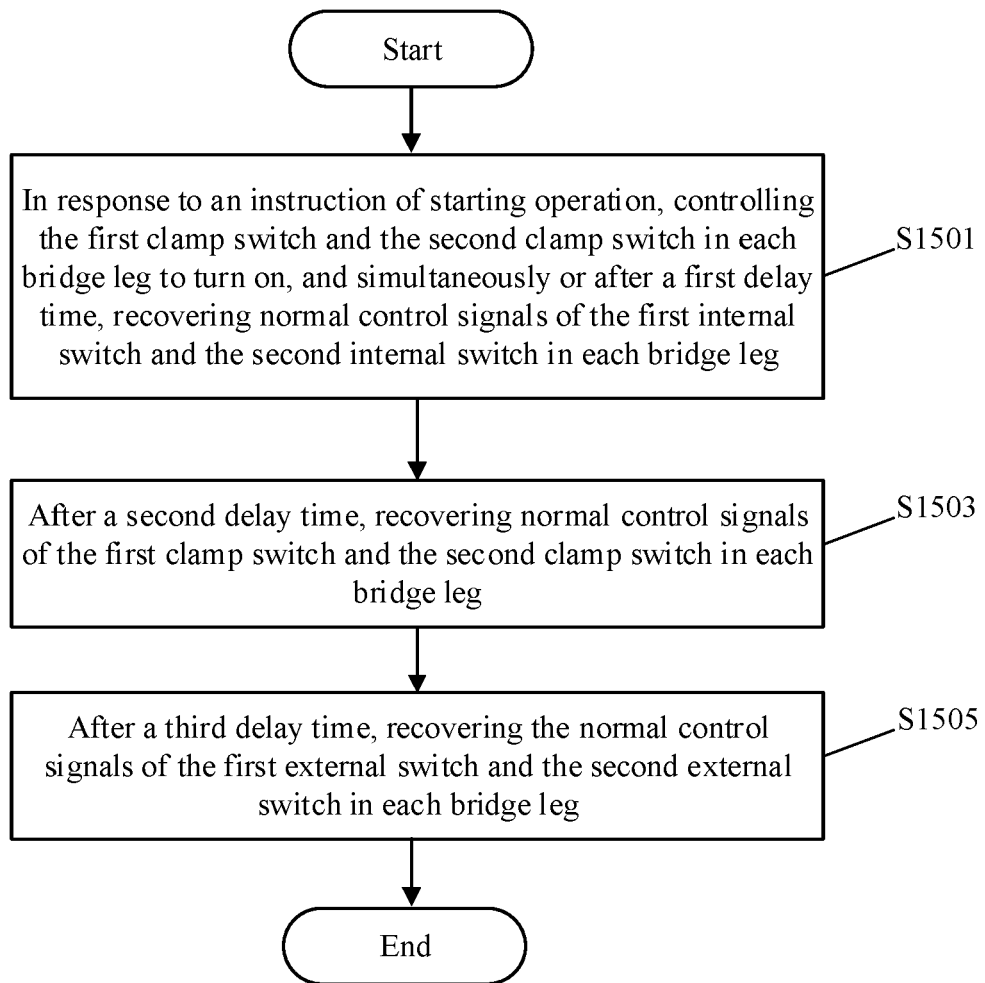 Start
In response to an instruction of starting operation, controlling
the first clamp switch and the second clamp switch in each
bridge leg to turn on, and simultaneously or after a first delay
time, recovering normal control signals of the first internal
switch and the second internal switch in each bridge leg
S1501
After a second delay time, recovering normal control signals
of the first clamp switch and the second clamp switch in each
bridge leg
S1503
After a third delay time, recovering the normal control
signals of the first external switch and the second external
switch in each bridge leg
S1505
End